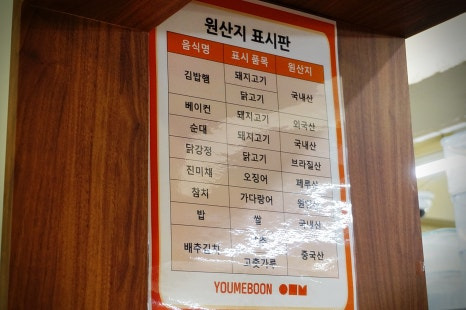 원산지 표시판
음식명 표시 품목 원산지
김밥햄 돼지고기 국내산
닭고기
베이컨 돼지고기 외국산
순대 돼지고기 국내산
닭강정 닭고기 브라질산
진미채 오징어 페루산
참치 가다랑어
밥 쌀 국내산
배추김치 중국산
고춧가루
YOUMEBOON